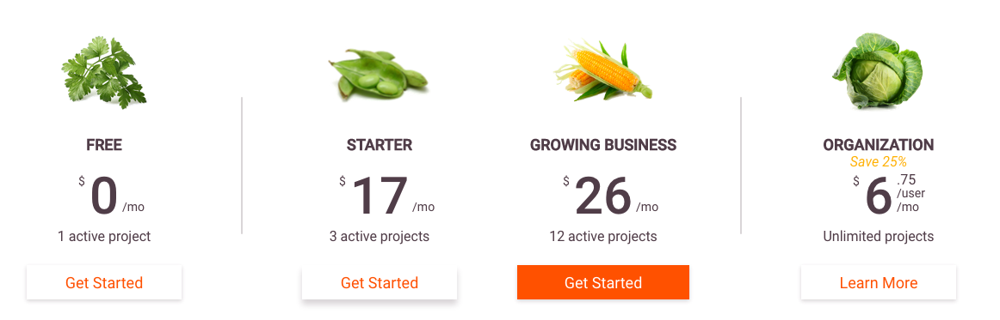 FREE
$ 0 /mo
1 active project
Get Started
STARTER
$ 17 /mo
3 active projects
Get Started
GROWING BUSINESS
$ 26 /mo
12 active projects
Get Started
ORGANIZATION
Save 25%
$ 6 .75
/user
/mo
Unlimited projects
Learn More